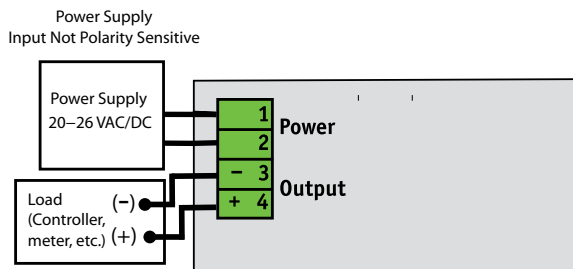 Power Supply
Input Not Polarity Sensitive
Power Supply
20–26 VAC/DC
1
2
Power
Load
(Controller,
meter, etc.)
(–)
(+)
– 3
+ 4
Output